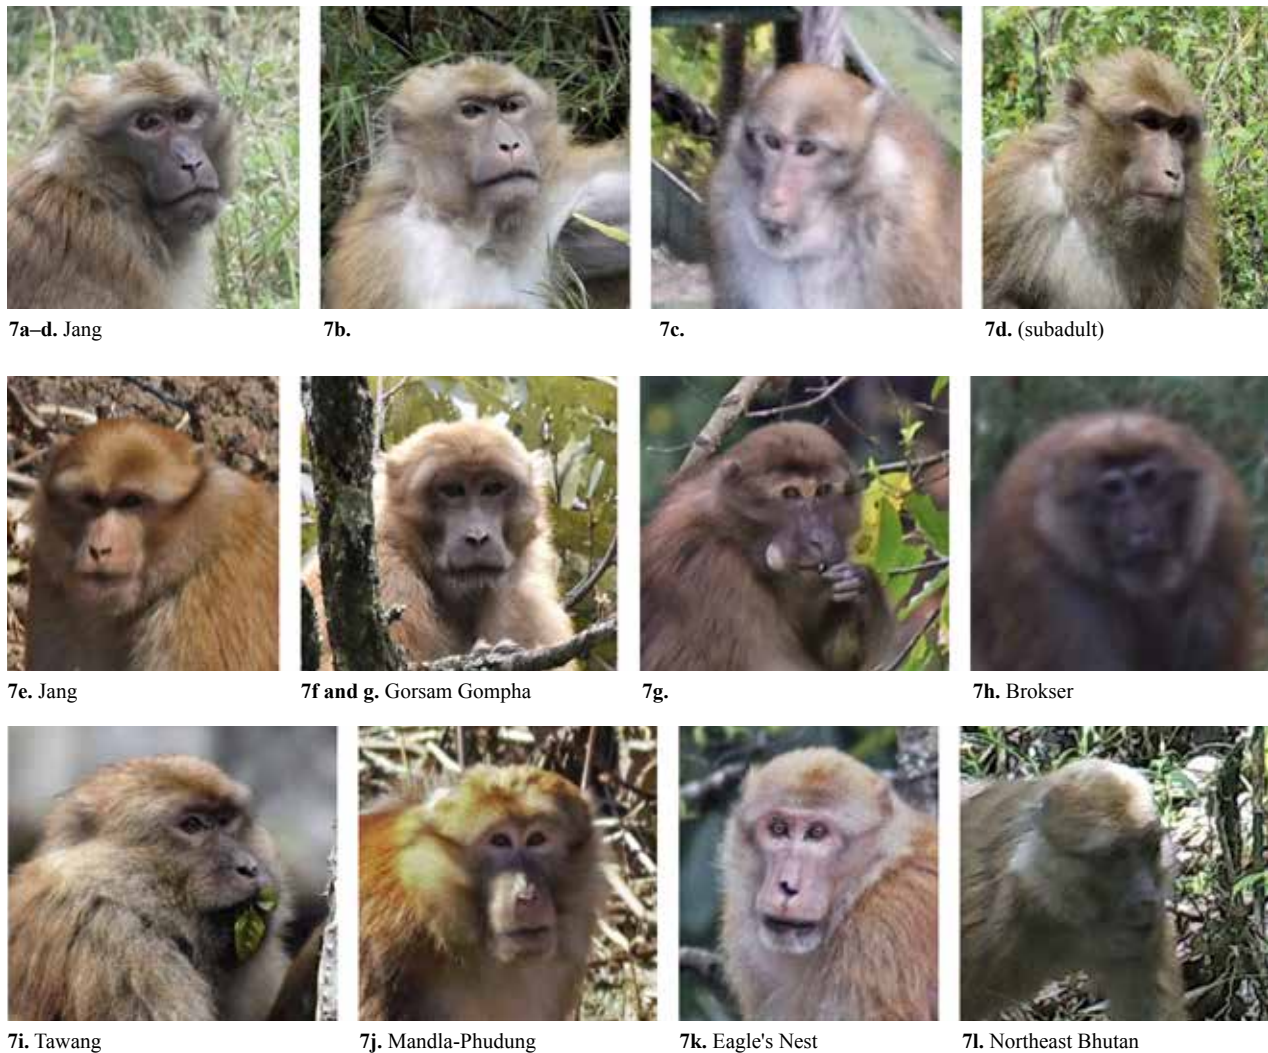 7a–d. Jang
7b.
7c.
7d. (subadult)
7e. Jang
7f and g. Gorsam Gompha
7g.
7h. Brokser
7i. Tawang
7j. Mandla-Phudung
7k. Eagle's Nest
7l. Northeast Bhutan